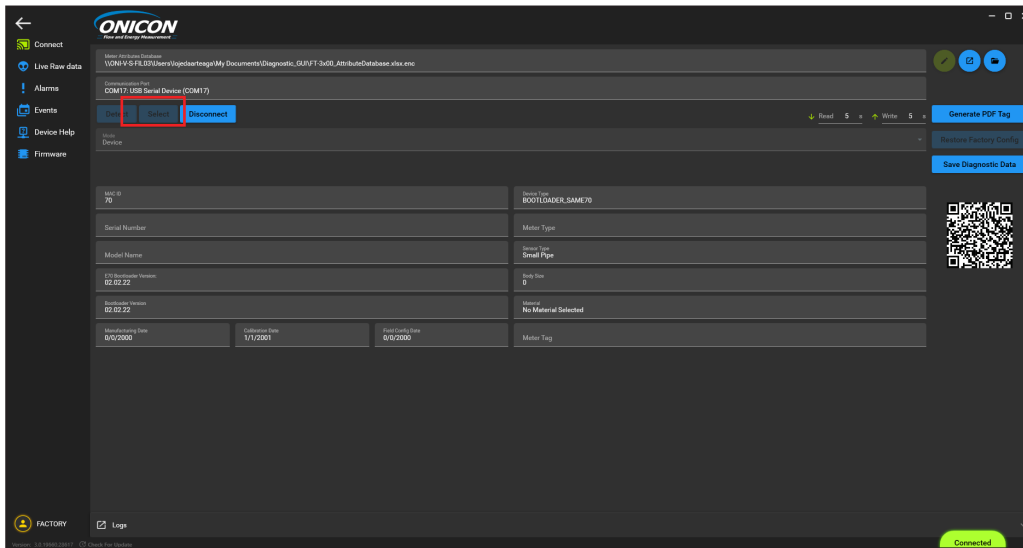 ONICON
Flow and Energy Measurement
Connect
Live Raw data
Alarms
Events
Device Help
Firmware
Meter Attributes Database
\\ONI-V-S-FIL03\Users\lojedaarteaga\My Documents\Diagnostic_GUI\FT-3x00_AttributeDatabase.xlsx.enc
Communication Port
COM17: USB Serial Device (COM17)
Select
Disconnect
Read 5 s
Write 5 s
Generate PDF Tag
Mode
Device
Restore Factory Config
Save Diagnostic Data
MAC ID
70
Device Type
BOOTLOADER_SAME70
Serial Number
Meter Type
Model Name
Sensor Type
Small Pipe
E70 Bootloader Version:
02.02.22
Body Size
0
Bootloader Version:
02.02.22
Material
No Material Selected
Manufacturing Date
0/0/2000
Calibration Date
1/1/2001
Field Config Date
0/0/2000
Meter Tag
FACTORY
Logs
Check For Update
Connected